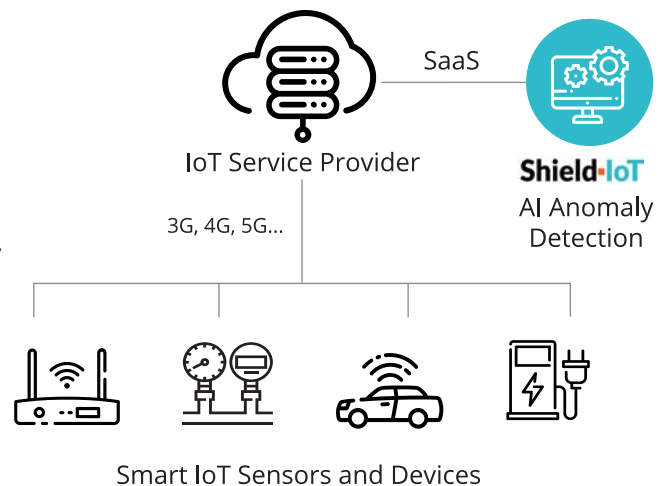 SaaS
IoT Service Provider
Shield-IoT
AI Anomaly
Detection
3G, 4G, 5G...
Smart IoT Sensors and Devices